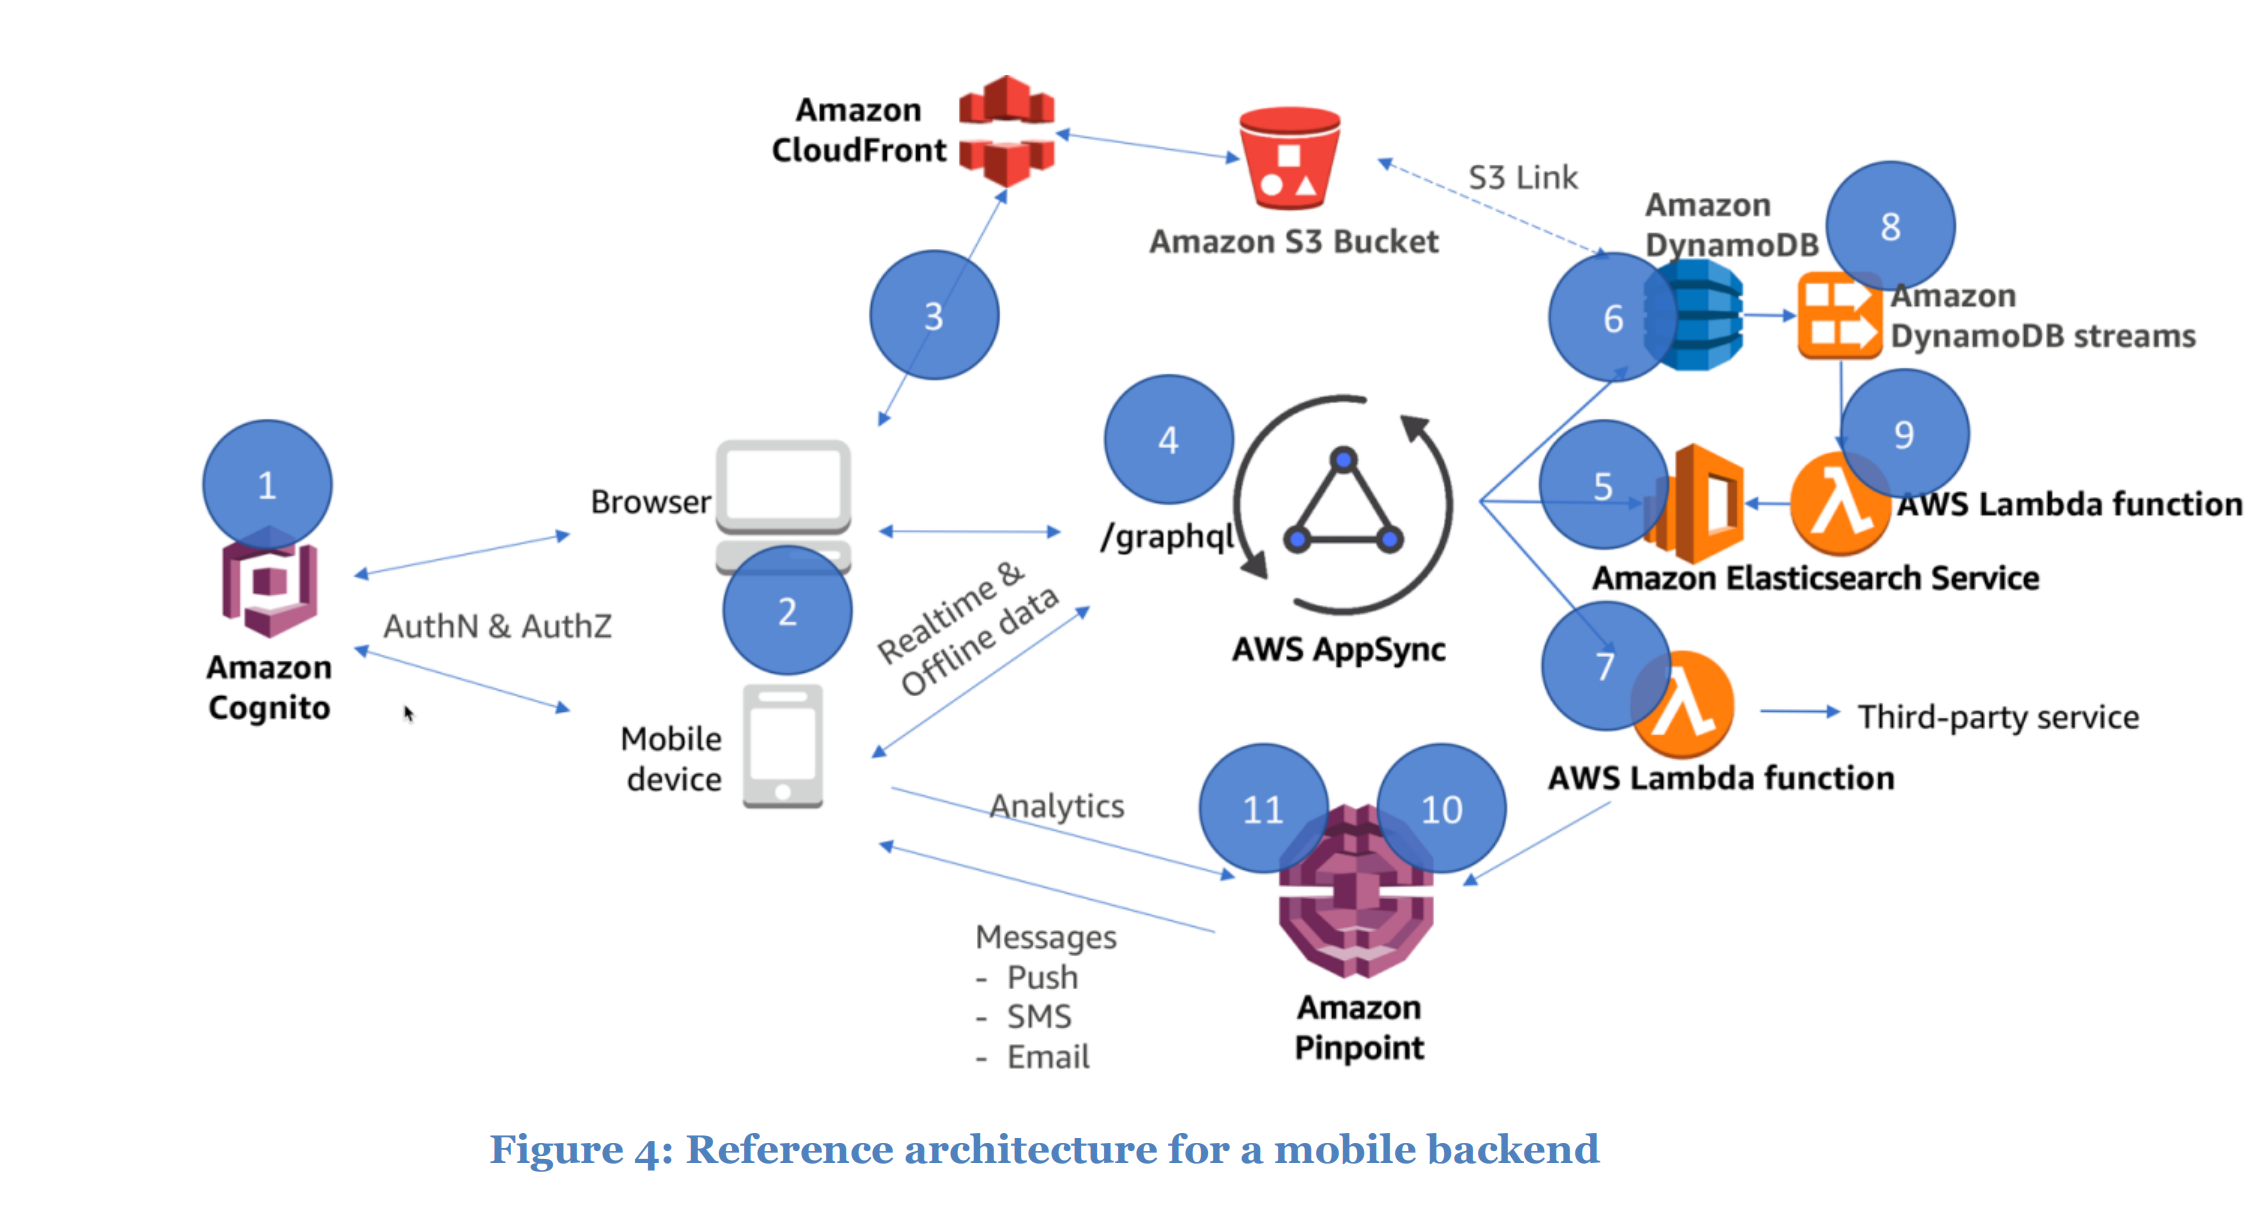 Amazon
CloudFront
Amazon S3 Bucket
S3 Link
Amazon
DynamoDB
8
Amazon
DynamoDB streams
3
6
4
9
1
5
Browser
/graphql
AWS Lambda function
Amazon Elasticsearch Service
2
AuthN & AuthZ
Realtime &
Offline data
AWS AppSync
Amazon
Cognito
7
Third-party service
AWS Lambda function
Mobile
device
Analytics
11
10
Messages
- Push
- SMS
- Email
Amazon
Pinpoint
Figure 4: Reference architecture for a mobile backend